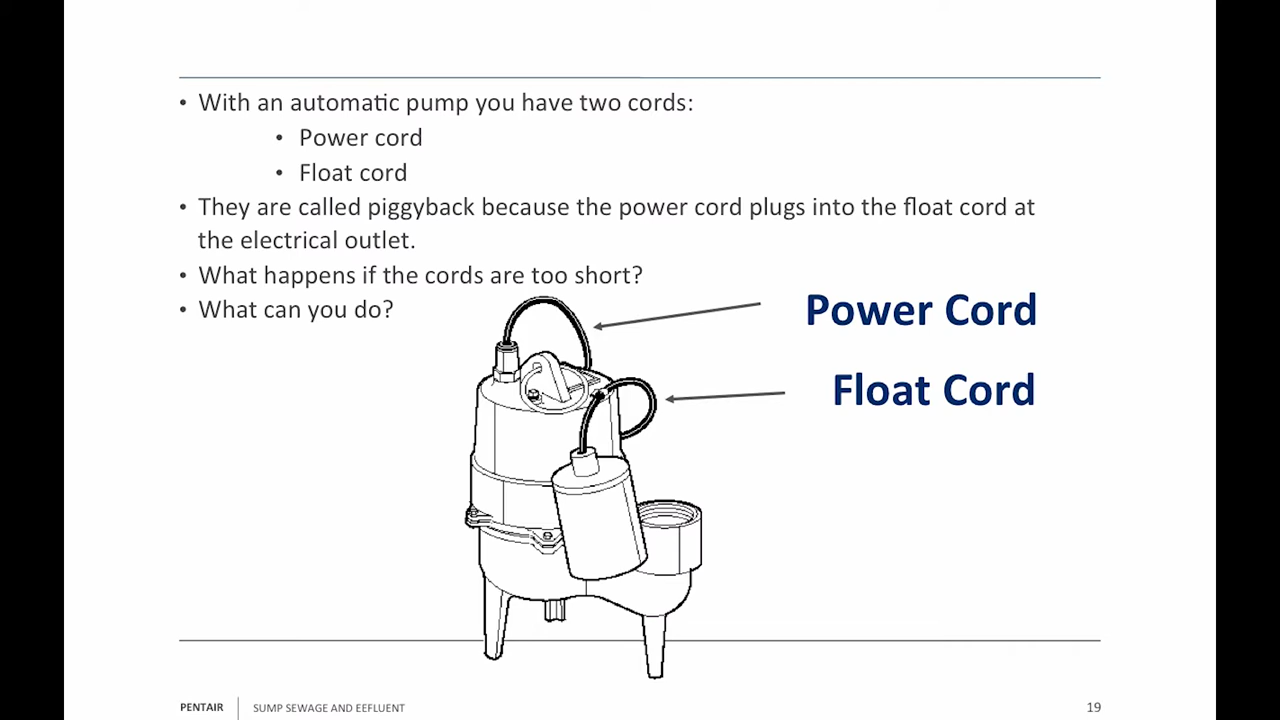 • With an automatic pump you have two cords:
• Power cord
• Float cord
• They are called piggyback because the power cord plugs into the float cord at
the electrical outlet.
• What happens if the cords are too short?
• What can you do?
Power Cord
Float Cord
PENTAIR | SUMP SEWAGE AND EEFLUENT
19